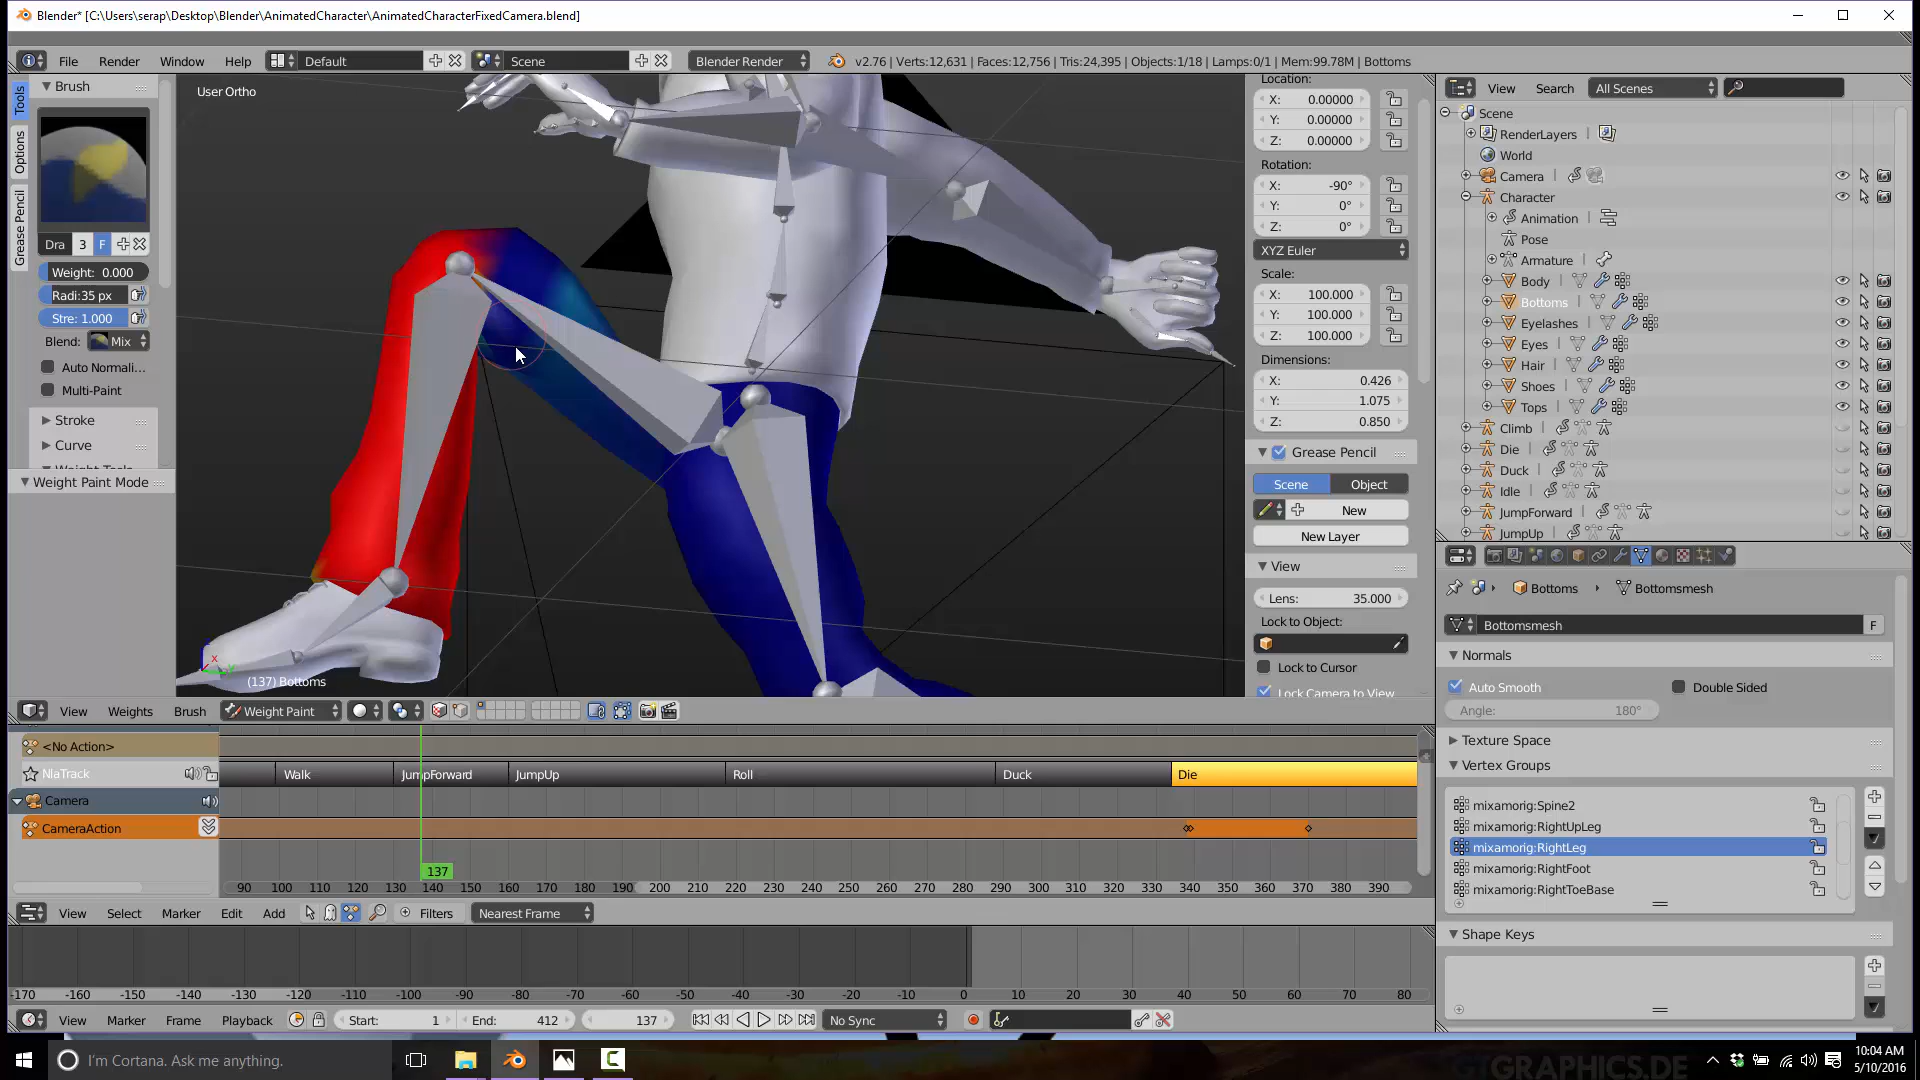 Blender* [C:\Users\serap\Desktop\Blender\AnimatedCharacter\AnimatedCharacterFixedCamera.blend]
File Render Window Help Default Scene Blender Render v2.76 | Verts:12,631 | Faces:12,756 | Tris:24,395 | Objects:1/18 | Lamps:0/1 | Mem:99.78M | Bottoms
Tools
Options
Grease Pencil
Brush
Dra 3 F
Weight: 0.000
Radi:35 px
Stre: 1.000
Blend: Mix
Auto Normali...
Multi-Paint
Stroke
Curve
Weight Tools
Weight Paint Mode
User Ortho
(137) Bottoms
Location:
X: 0.00000
Y: 0.00000
Z: 0.00000
Rotation:
X: -90°
Y: 0°
Z: 0°
XYZ Euler
Scale:
X: 100.000
Y: 100.000
Z: 100.000
Dimensions:
X: 0.426
Y: 1.075
Z: 0.850
Grease Pencil
Scene Object
New
New Layer
View
Lens: 35.000
Lock to Object:
Lock to Cursor
Lock Camera to View
View Search All Scenes
Scene
RenderLayers
World
Camera
Character
Animation
Pose
Armature
Body
Bottoms
Eyelashes
Eyes
Hair
Shoes
Tops
Climb
Die
Duck
Idle
JumpForward
JumpUp
Bottoms Bottomsmesh
Bottomsmesh F
Normals
Auto Smooth Double Sided
Angle: 180°
Texture Space
Vertex Groups
mixamorig:Spine2
mixamorig:RightUpLeg
mixamorig:RightLeg
mixamorig:RightFoot
mixamorig:RightToeBase
Shape Keys
View Weights Brush Weight Paint
<No Action>
NlaTrack Walk JumpForward JumpUp Roll Duck Die
Camera
CameraAction
137
90 100 110 120 130 140 150 160 170 180 190 200 210 220 230 240 250 260 270 280 290 300 310 320 330 340 350 360 370 380 390
View Select Marker Edit Add Filters Nearest Frame
-170 -160 -150 -140 -130 -120 -110 -100 -90 -80 -70 -60 -50 -40 -30 -20 -10 0 10 20 30 40 50 60 70 80
View Marker Frame Playback Start: 1 End: 412 137 No Sync
I'm Cortana. Ask me anything.
GTGRAPHICS.DE
10:04 AM
5/10/2016